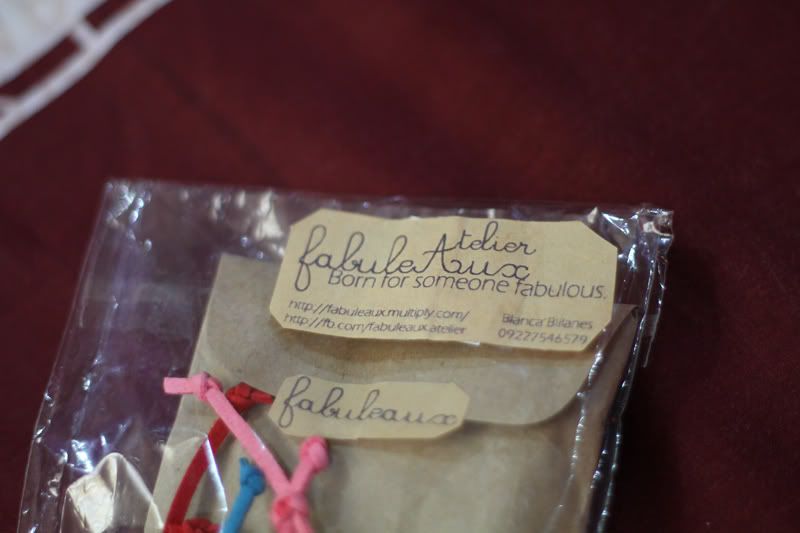 fabuleAux Atelier
Born for someone fabulous.
http://fabuleaux.multiply.com/
http://fb.com/fabuleaux.atelier
Blanca Billanes
09227546579
fabuleaux